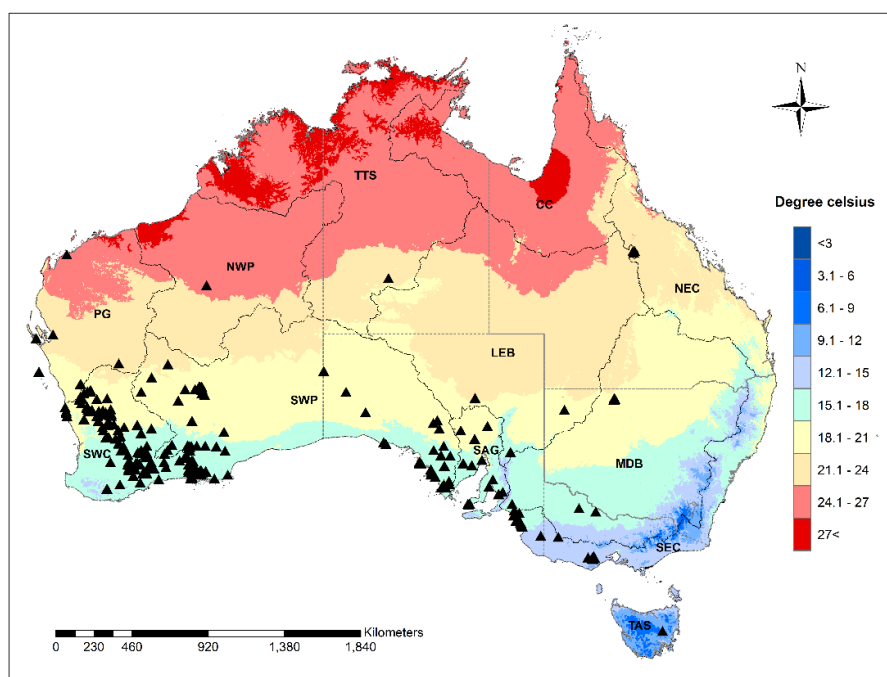 N
TTS
CC
NWP
NEC
PG
LEB
SWP
SWC
SAG
MDB
SEC
TAS
Degree celsius
<3
3.1 - 6
6.1 - 9
9.1 - 12
12.1 - 15
15.1 - 18
18.1 - 21
21.1 - 24
24.1 - 27
27<
Kilometers
0 230 460 920 1,380 1,840